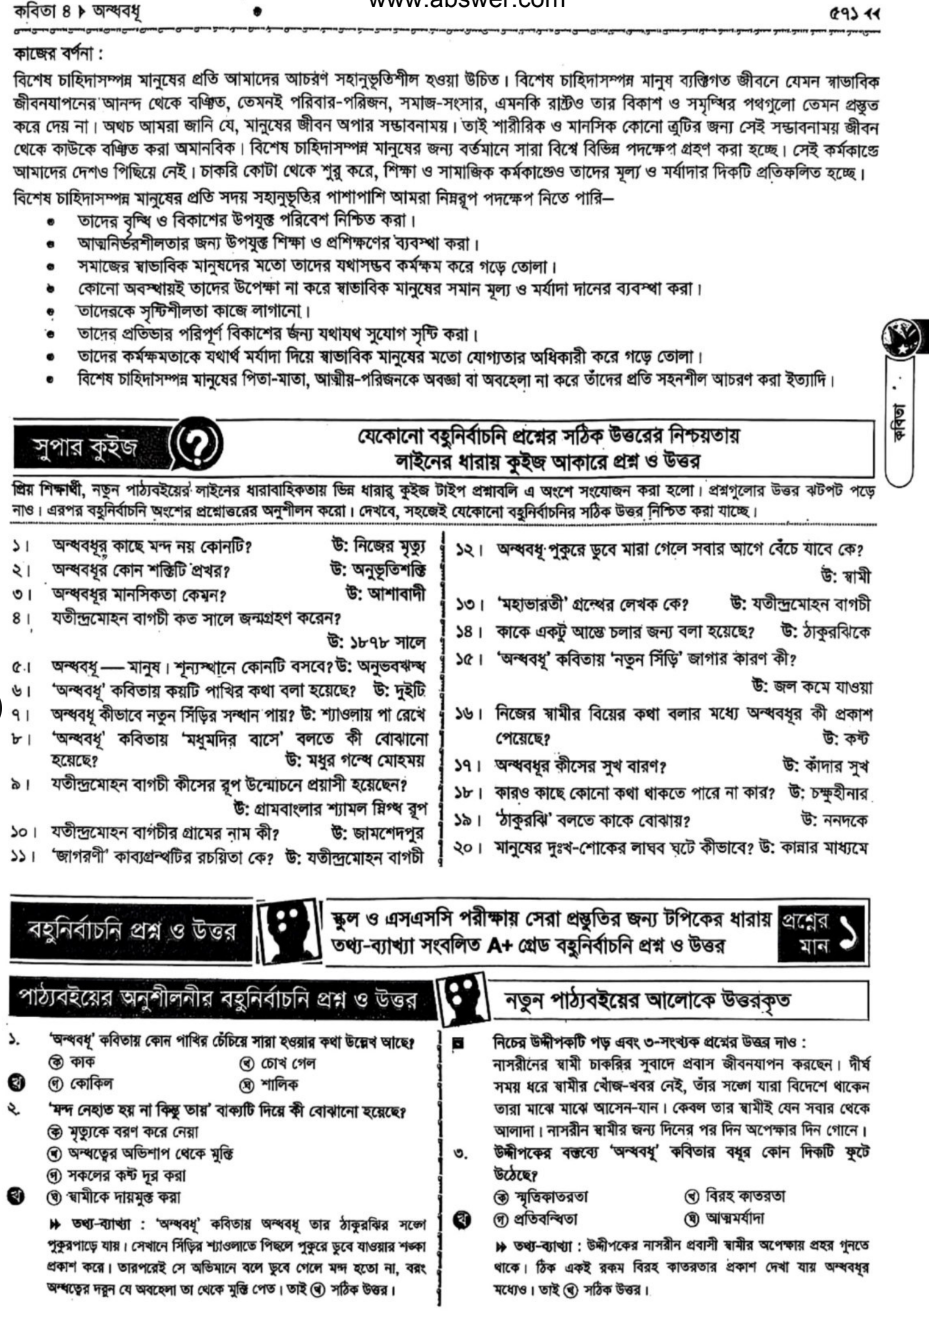 কবিতা ৪ ▶ অন্ধবধূ
www.abswer.com
৫৭১ ◀◀
কাজের বর্ণনা :
বিশেষ চাহিদাসম্পন্ন মানুষের প্রতি আমাদের আচরণ সহানুভূতিশীল হওয়া উচিত। বিশেষ চাহিদাসম্পন্ন মানুষ ব্যক্তিগত জীবনে যেমন স্বাভাবিক
জীবনযাপনের আনন্দ থেকে বঞ্চিত, তেমনই পরিবার-পরিজন, সমাজ-সংসার, এমনকি রাষ্ট্রও তার বিকাশ ও সমৃদ্ধির পথগুলো তেমন প্রস্তুত
করে দেয় না। অথচ আমরা জানি যে, মানুষের জীবন অপার সম্ভাবনাময়। তাই শারীরিক ও মানসিক কোনো ত্রুটির জন্য সেই সম্ভাবনাময় জীবন
থেকে কাউকে বঞ্চিত করা অমানবিক। বিশেষ চাহিদাসম্পন্ন মানুষের জন্য বর্তমানে সারা বিশ্বে বিভিন্ন পদক্ষেপ গ্রহণ করা হচ্ছে। সেই কর্মকাণ্ডে
আমাদের দেশও পিছিয়ে নেই। চাকরি কোটা থেকে শুরু করে, শিক্ষা ও সামাজিক কর্মকাণ্ডেও তাদের মূল্য ও মর্যাদার দিকটি প্রতিফলিত হচ্ছে।
বিশেষ চাহিদাসম্পন্ন মানুষের প্রতি সদয় সহানুভূতির পাশাপাশি আমরা নিম্নরূপ পদক্ষেপ নিতে পারি–
● তাদের বৃদ্ধি ও বিকাশের উপযুক্ত পরিবেশ নিশ্চিত করা।
● আত্মনির্ভরশীলতার জন্য উপযুক্ত শিক্ষা ও প্রশিক্ষণের ব্যবস্থা করা।
● সমাজের স্বাভাবিক মানুষদের মতো তাদের যথাসম্ভব কর্মক্ষম করে গড়ে তোলা।
● কোনো অবস্থায়ই তাদের উপেক্ষা না করে স্বাভাবিক মানুষের সমান মূল্য ও মর্যাদা দানের ব্যবস্থা করা।
● তাদেরকে সৃষ্টিশীলতা কাজে লাগানো।
● তাদের প্রতিভার পরিপূর্ণ বিকাশের জন্য যথাযথ সুযোগ সৃষ্টি করা।
● তাদের কর্মক্ষমতাকে যথার্থ মর্যাদা দিয়ে স্বাভাবিক মানুষের মতো যোগ্যতার অধিকারী করে গড়ে তোলা।
● বিশেষ চাহিদাসম্পন্ন মানুষের পিতা-মাতা, আত্মীয়-পরিজনকে অবজ্ঞা বা অবহেলা না করে তাঁদের প্রতি সহনশীল আচরণ করা ইত্যাদি।
কবিতা
সুপার কুইজ
যেকোনো বহুনির্বাচনি প্রশ্নের সঠিক উত্তরের নিশ্চয়তায়
লাইনের ধারায় কুইজ আকারে প্রশ্ন ও উত্তর
প্রিয় শিক্ষার্থী, নতুন পাঠ্যবইয়ের লাইনের ধারাবাহিকতায় ভিন্ন ধারার কুইজ টাইপ প্রশ্নাবলি এ অংশে সংযোজন করা হলো। প্রশ্নগুলোর উত্তর ঝটপট পড়ে
নাও। এরপর বহুনির্বাচনি অংশের প্রশ্নোত্তরের অনুশীলন করো। দেখবে, সহজেই যেকোনো বহুনির্বাচনির সঠিক উত্তর নিশ্চিত করা যাচ্ছে।
১। অন্ধবধূর কাছে মন্দ নয় কোনটি? উ: নিজের মৃত্যু
২। অন্ধবধূর কোন শক্তিটি প্রখর? উ: অনুভূতিশক্তি
৩। অন্ধবধূর মানসিকতা কেমন? উ: আশাবাদী
৪। যতীন্দ্রমোহন বাগচী কত সালে জন্মগ্রহণ করেন?
উ: ১৮৭৮ সালে
৫। অন্ধবধূ — মানুষ। শূন্যস্থানে কোনটি বসবে? উ: অনুভবঋদ্ধ
৬। ‘অন্ধবধূ’ কবিতায় কয়টি পাখির কথা বলা হয়েছে? উ: দুইটি
৭। অন্ধবধূ কীভাবে নতুন সিঁড়ির সন্ধান পায়? উ: শ্যাওলায় পা রেখে
৮। ‘অন্ধবধূ’ কবিতায় ‘মধুমদির বাসে’ বলতে কী বোঝানো
হয়েছে? উ: মধুর গন্ধে মোহময়
৯। যতীন্দ্রমোহন বাগচী কীসের রূপ উন্মোচনে প্রয়াসী হয়েছেন?
উ: গ্রামবাংলার শ্যামল স্নিগ্ধ রূপ
১০। যতীন্দ্রমোহন বাগচীর গ্রামের নাম কী? উ: জামশেদপুর
১১। ‘জাগরণী’ কাব্যগ্রন্থটির রচয়িতা কে? উ: যতীন্দ্রমোহন বাগচী
১২। অন্ধবধূ পুকুরে ডুবে মারা গেলে সবার আগে বেঁচে যাবে কে?
উ: স্বামী
১৩। ‘মহাভারতী’ গ্রন্থের লেখক কে? উ: যতীন্দ্রমোহন বাগচী
১৪। কাকে একটু আস্তে চলার জন্য বলা হয়েছে? উ: ঠাকুরঝিকে
১৫। ‘অন্ধবধূ’ কবিতায় ‘নতুন সিঁড়ি’ জাগার কারণ কী?
উ: জল কমে যাওয়া
১৬। নিজের স্বামীর বিয়ের কথা বলার মধ্যে অন্ধবধূর কী প্রকাশ
পেয়েছে? উ: কষ্ট
১৭। অন্ধবধূর কীসের সুখ বারণ? উ: কাঁদার সুখ
১৮। কারও কাছে কোনো কথা থাকতে পারে না কার? উ: চক্ষুহীনার
১৯। ‘ঠাকুরঝি’ বলতে কাকে বোঝায়? উ: ননদকে
২০। মানুষের দুঃখ-শোকের লাঘব ঘটে কীভাবে? উ: কান্নার মাধ্যমে
বহুনির্বাচনি প্রশ্ন ও উত্তর
স্কুল ও এসএসসি পরীক্ষায় সেরা প্রস্তুতির জন্য টপিকের ধারায়
তথ্য-ব্যাখ্যা সংবলিত A+ গ্রেড বহুনির্বাচনি প্রশ্ন ও উত্তর
প্রশ্নের
মান ১
পাঠ্যবইয়ের অনুশীলনীর বহুনির্বাচনি প্রশ্ন ও উত্তর
নতুন পাঠ্যবইয়ের আলোকে উত্তরকৃত
১. ‘অন্ধবধূ’ কবিতায় কোন পাখির চেঁচিয়ে সারা হওয়ার কথা উল্লেখ আছে?
ক কাক খ চোখ গেল
খ গ কোকিল ঘ শালিক
২. ‘মন্দ নেহাত হয় না কিন্তু তায়’ বাক্যটি দিয়ে কী বোঝানো হয়েছে?
ক মৃত্যুকে বরণ করে নেয়া
খ অন্ধত্বের অভিশাপ থেকে মুক্তি
গ সকলের কষ্ট দূর করা
খ ঘ স্বামীকে দায়মুক্ত করা
▶▶ তথ্য-ব্যাখ্যা : ‘অন্ধবধূ’ কবিতায় অন্ধবধূ তার ঠাকুরঝির সঙ্গে
পুকুরপাড়ে যায়। সেখানে সিঁড়ির শ্যাওলাতে পিছলে পুকুরে ডুবে যাওয়ার শঙ্কা
প্রকাশ করে। তারপরেই সে অভিমানে বলে ডুবে গেলে মন্দ হতো না, বরং
অন্ধত্বের দরুন যে অবহেলা তা থেকে মুক্তি পেত। তাই খ সঠিক উত্তর।
নিচের উদ্দীপকটি পড় এবং ৩-সংখ্যক প্রশ্নের উত্তর দাও :
নাসরীনের স্বামী চাকরির সুবাদে প্রবাস জীবনযাপন করছেন। দীর্ঘ
সময় ধরে স্বামীর খোঁজ-খবর নেই, তাঁর সঙ্গে যারা বিদেশে থাকেন
তারা মাঝে মাঝে আসেন-যান। কেবল তার স্বামীই যেন সবার থেকে
আলাদা। নাসরীন স্বামীর জন্য দিনের পর দিন অপেক্ষার দিন গোনে।
৩. উদ্দীপকের বক্তব্যে ‘অন্ধবধূ’ কবিতার বধূর কোন দিকটি ফুটে
উঠেছে?
ক স্মৃতিকাতরতা খ বিরহ কাতরতা
খ গ প্রতিবন্ধিতা ঘ আত্মমর্যাদা
▶▶ তথ্য-ব্যাখ্যা : উদ্দীপকের নাসরীন প্রবাসী স্বামীর অপেক্ষায় প্রহর গুনতে
থাকে। ঠিক একই রকম বিরহ কাতরতার প্রকাশ দেখা যায় অন্ধবধূর
মধ্যেও। তাই খ সঠিক উত্তর।